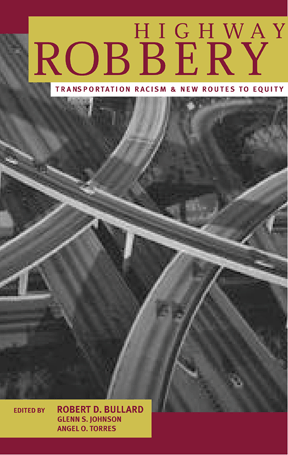 HIGHWAY
ROBBERY
TRANSPORTATION RACISM & NEW ROUTES TO EQUITY
EDITED BY ROBERT D. BULLARD
GLENN S. JOHNSON
ANGEL O. TORRES